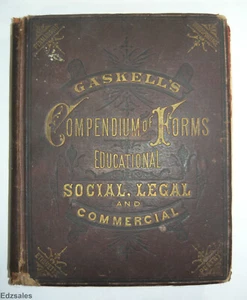 GASKELL'S
COMPENDIUM OF FORMS
EDUCATIONAL
SOCIAL, LEGAL
AND
COMMERCIAL
Edzsales